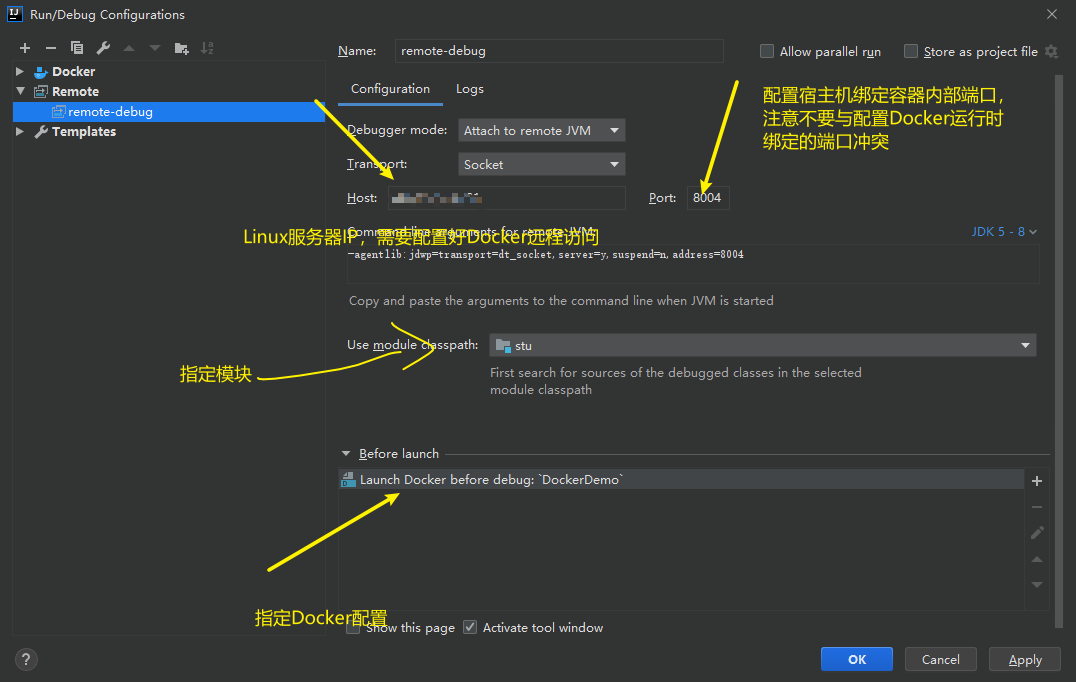 Run/Debug Configurations
Name: remote-debug
Allow parallel run
Store as project file
Docker
Remote
remote-debug
Templates
Configuration
Logs
配置宿主机绑定容器内部端口，
注意不要与配置Docker运行时
绑定的端口冲突
Debugger mode: Attach to remote JVM
Transport: Socket
Host:
Port: 8004
Linux服务器IP，需要配置好Docker远程访问
Command line arguments for remote JVM:
JDK 5 - 8
-agentlib:jdwp=transport=dt_socket,server=y,suspend=n,address=8004
Copy and paste the arguments to the command line when JVM is started
Use module classpath: stu
指定模块
First search for sources of the debugged classes in the selected
module classpath
Before launch
Launch Docker before debug: `DockerDemo`
指定Docker配置
Show this page
Activate tool window
?
OK
Cancel
Apply